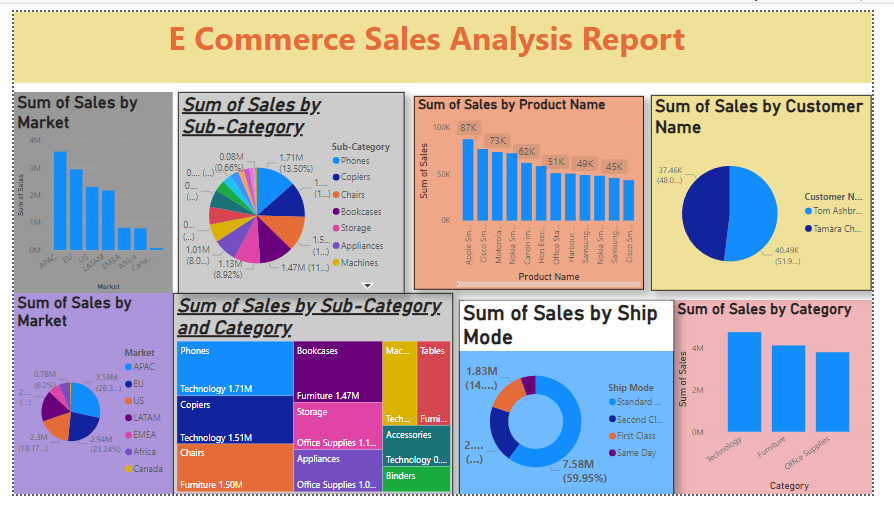 E Commerce Sales Analysis Report
Sum of Sales by
Market
4M
3M
2M
1M
0M
Sum of Sales
APAC
EU
US
LATAM
EMEA
Africa
Cana...
Market
Sum of Sales by
Sub-Category
0.08M
(0.66%)
0....
(...)
0....
(...)
0...
(...)
1.01M
(8.0...)
1.13M
(8.92%)
1.71M
(13.50%)
1....
(1...)
1.5...
(1...)
1.47M (11...)
Sub-Category
Phones
Copiers
Chairs
Bookcases
Storage
Appliances
Machines
Sum of Sales by Product Name
100K
50K
0K
Sum of Sales
87K
73K
62K
51K
49K
45K
Apple Sm...
Cisco Sm...
Motorola...
Nokia Sm...
Canon Im...
Hon Exec...
Office Sta...
Harbour ...
Samsung...
Nokia Sm...
Samsung...
Cisco Sm...
Product Name
Sum of Sales by Customer
Name
37.46K
(48.0...)
40.49K
(51.9...)
Customer N...
Tom Ashbr...
Tamara Ch...
Sum of Sales by
Market
0.78M
(6.2%)
2....
(...)
2.3M
(18.17...)
3.59M
(28.3...)
2.94M
(23.24%)
Market
APAC
EU
US
LATAM
EMEA
Africa
Canada
Sum of Sales by Sub-Category
and Category
Phones
Technology 1.71M
Copiers
Technology 1.51M
Chairs
Furniture 1.50M
Bookcases
Furniture 1.47M
Storage
Office Supplies 1.1...
Appliances
Office Supplies 1.0...
Mac...
Tech...
Tables
Furni...
Accessories
Technology 0....
Binders
Sum of Sales by Ship
Mode
1.83M
(14....)
2....
(...)
7.58M
(59.95%)
Ship Mode
Standard ...
Second Cl...
First Class
Same Day
Sum of Sales by Category
4M
2M
0M
Sum of Sales
Technology
Furniture
Office Supplies
Category